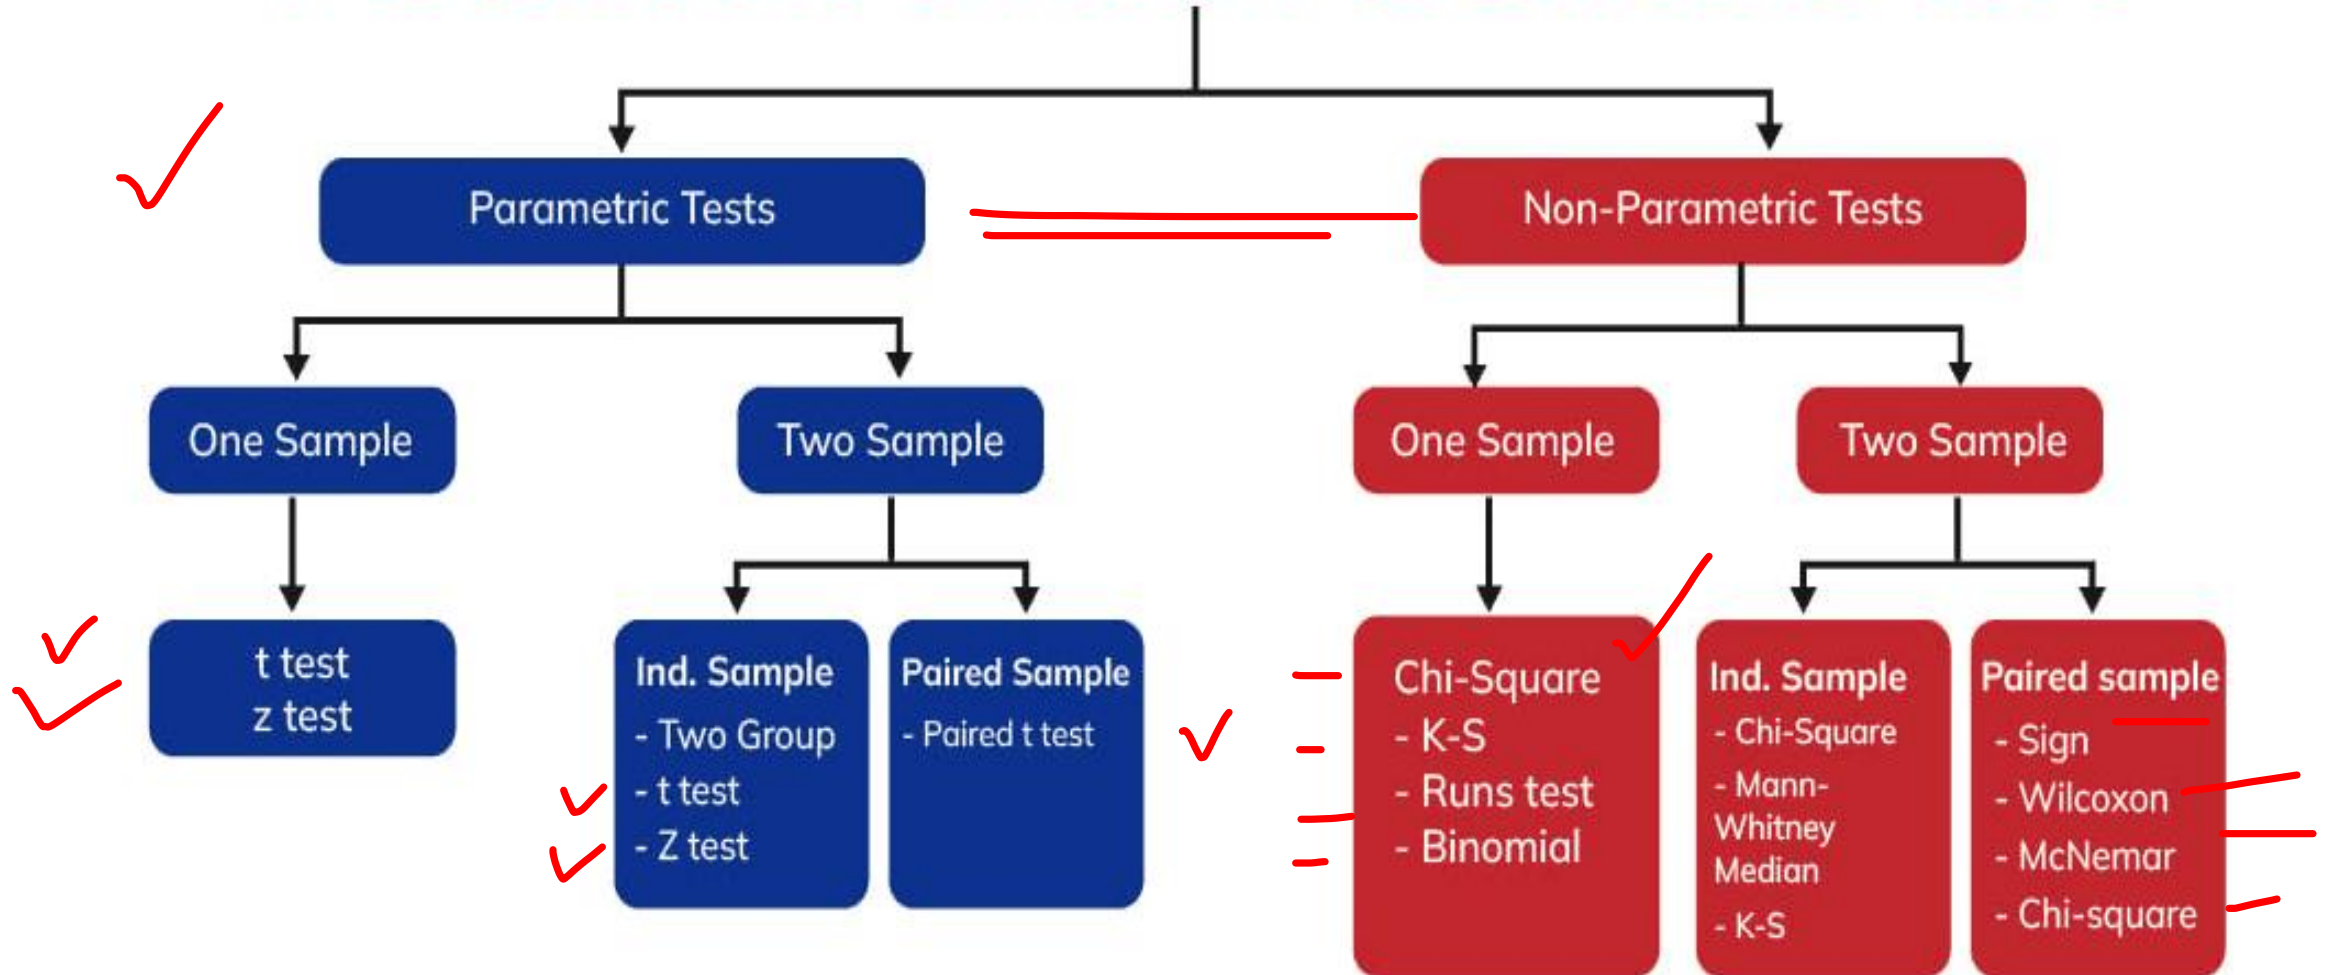 Parametric Tests
Non-Parametric Tests
One Sample
Two Sample
One Sample
Two Sample
t test
z test
Ind. Sample
- Two Group
- t test
- Z test
Paired Sample
- Paired t test
Chi-Square
- K-S
- Runs test
- Binomial
Ind. Sample
- Chi-Square
- Mann-
Whitney
Median
- K-S
Paired sample
- Sign
- Wilcoxon
- McNemar
- Chi-square